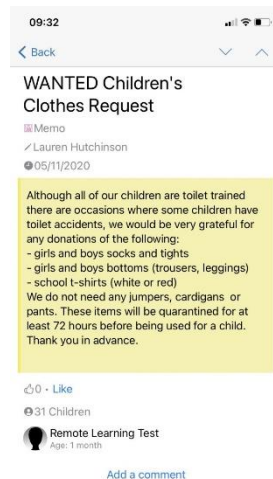 09:32
Back
WANTED Children's
Clothes Request
Memo
Lauren Hutchinson
05/11/2020
Although all of our children are toilet trained
there are occasions where some children have
toilet accidents, we would be very grateful for
any donations of the following:
- girls and boys socks and tights
- girls and boys bottoms (trousers, leggings)
- school t-shirts (white or red)
We do not need any jumpers, cardigans or
pants. These items will be quarantined for at
least 72 hours before being used for a child.
Thank you in advance.
0 · Like
31 Children
Remote Learning Test
Age: 1 month
Add a comment